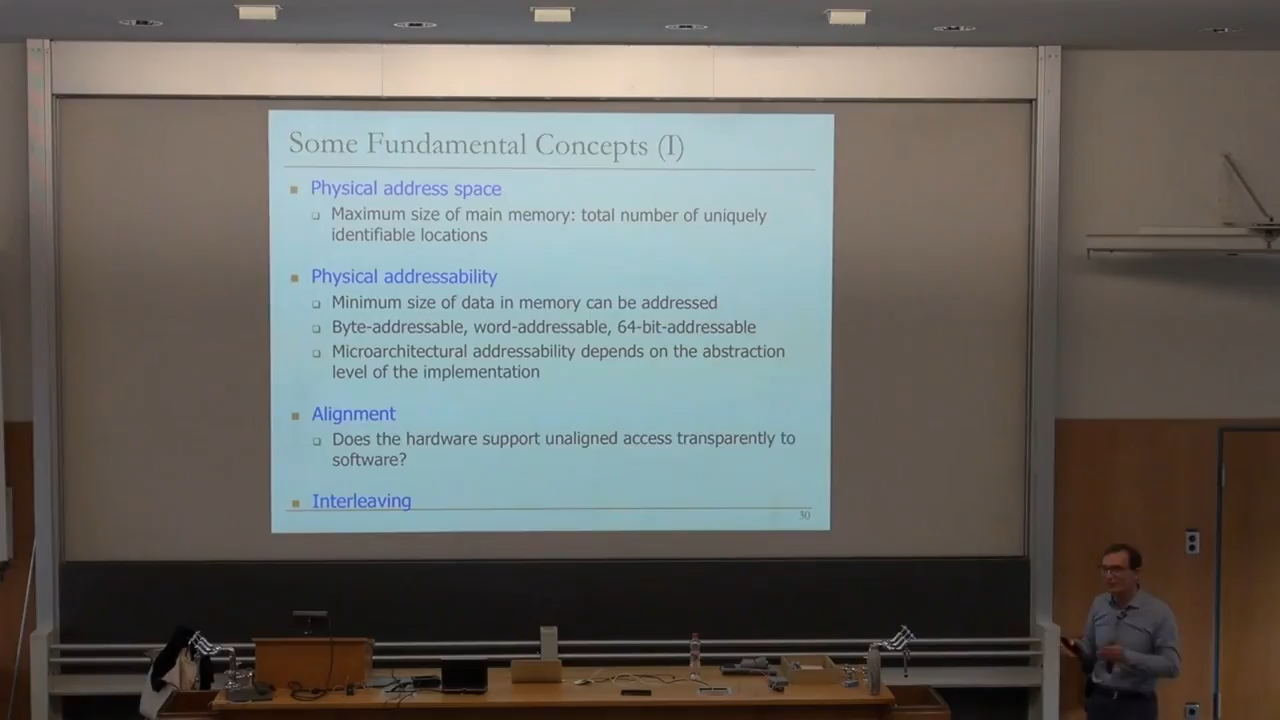 Some Fundamental Concepts (I)
Physical address space
Maximum size of main memory: total number of uniquely
identifiable locations
Physical addressability
Minimum size of data in memory can be addressed
Byte-addressable, word-addressable, 64-bit-addressable
Microarchitectural addressability depends on the abstraction
level of the implementation
Alignment
Does the hardware support unaligned access transparently to
software?
Interleaving
30